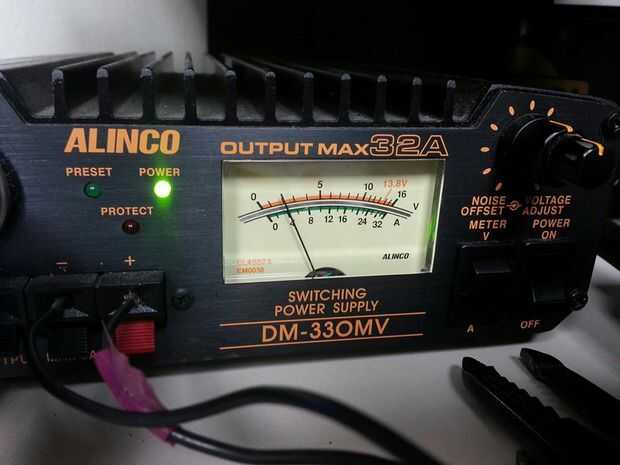 ALINCO
OUTPUT MAX 32A
PRESET POWER
PROTECT
0 5 10 13.8V 16 V
0 4 8 12 16 24 32 A
ALINCO
SWITCHING
POWER SUPPLY
DM-330MV
NOISE OFFSET
VOLTAGE ADJUST
METER
V
A
POWER
ON
OFF
- +